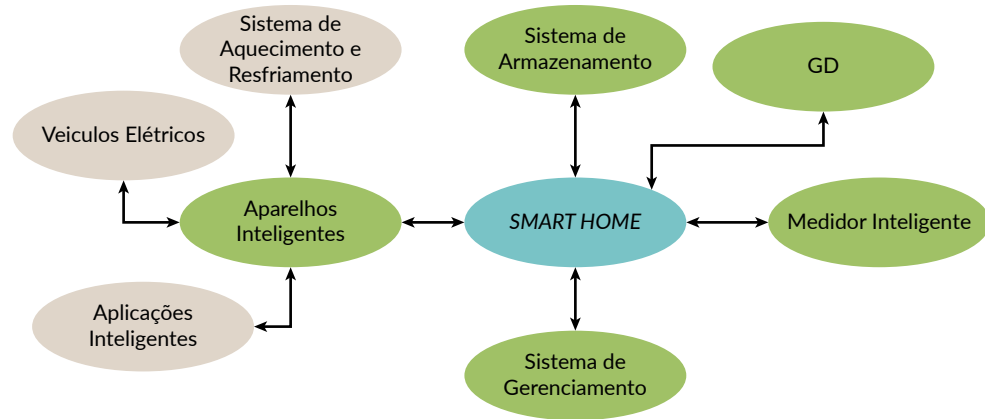 Sistema de
Aquecimento e
Resfriamento
Sistema de
Armazenamento
GD
Veiculos Elétricos
Aparelhos
Inteligentes
SMART HOME
Medidor Inteligente
Aplicações
Inteligentes
Sistema de
Gerenciamento